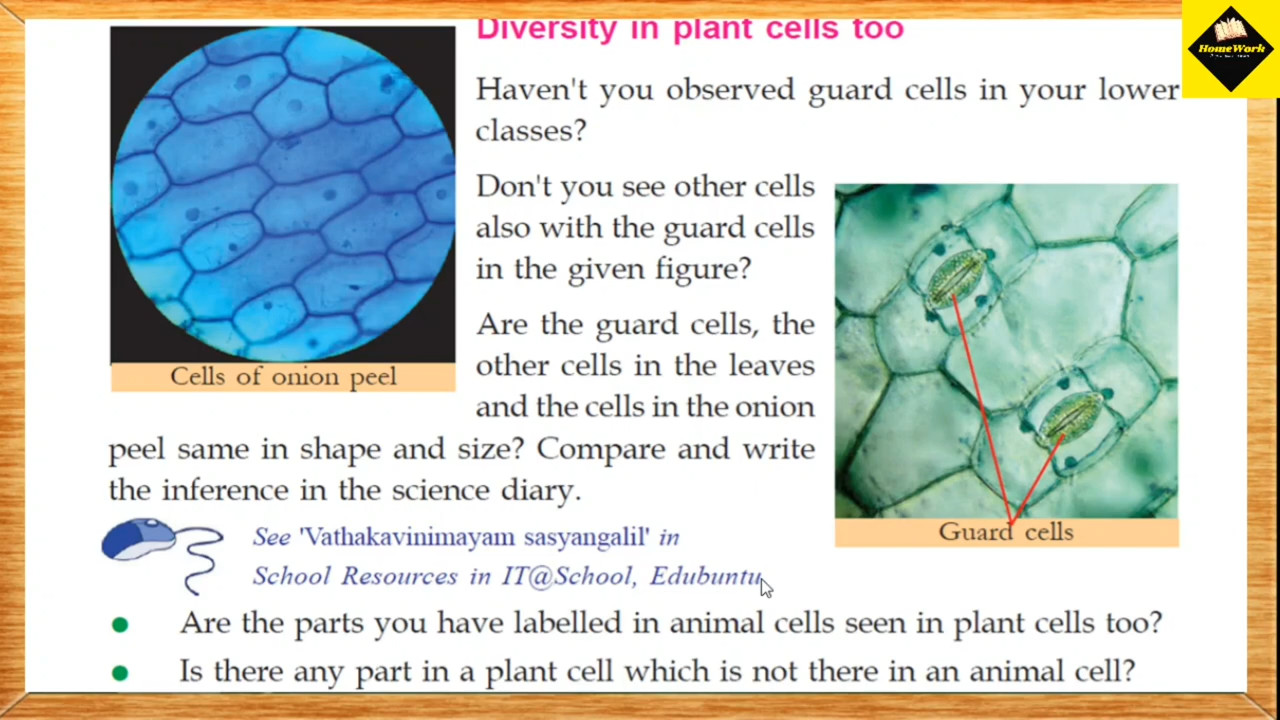 Diversity in plant cells too
HomeWork
Haven't you observed guard cells in your lower
classes?
Don't you see other cells
also with the guard cells
in the given figure?
Are the guard cells, the
other cells in the leaves
and the cells in the onion
peel same in shape and size? Compare and write
the inference in the science diary.
Cells of onion peel
Guard cells
See 'Vathakavinimayam sasyangalil' in
School Resources in IT@School, Edubuntu
Are the parts you have labelled in animal cells seen in plant cells too?
Is there any part in a plant cell which is not there in an animal cell?